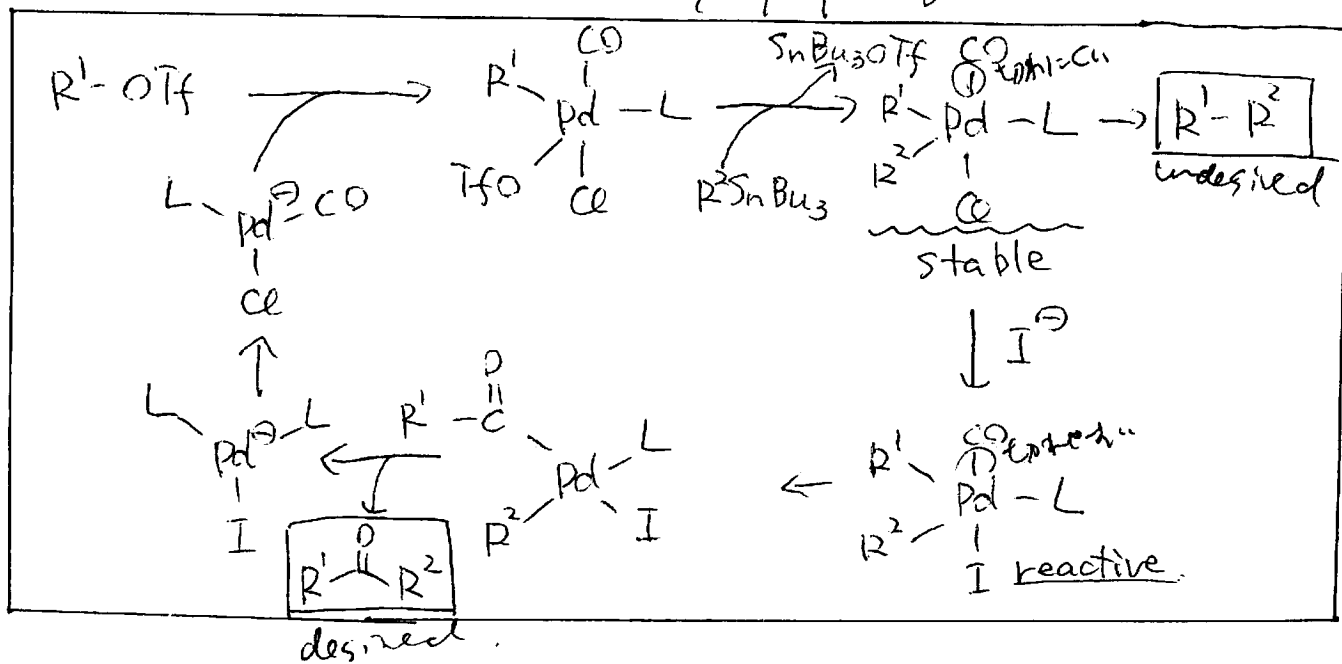 R¹-OTf
CO
R¹
Pd-L
TfO
Cl
SnBu₃OTf
R²SnBu₃
CO
R¹
Pd-L
R²
Cl
R¹-R²
undesired
stable
L
Pd⊖
CO
Cl
I⊖
L
Pd⊖
L
I
O
R¹-C
Pd
L
R²
I
CO
R¹
Pd-L
R²
I
reactive
O
R¹
R²
desired.